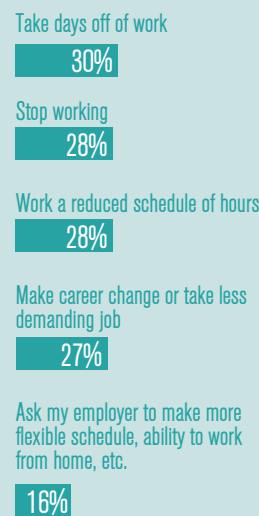 Take days off of work
30%
Stop working
28%
Work a reduced schedule of hours
28%
Make career change or take less
demanding job
27%
Ask my employer to make more
flexible schedule, ability to work
from home, etc.
16%